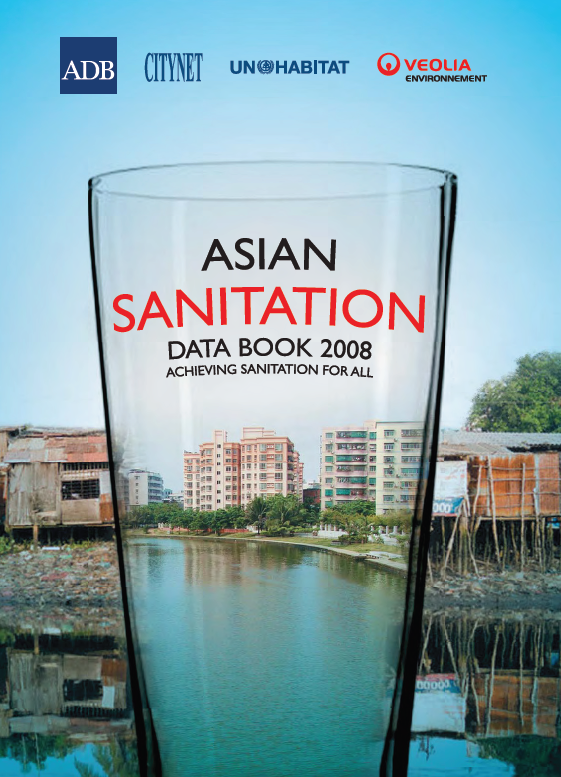 ADB
CITYNET
UN HABITAT
VEOLIA
ENVIRONNEMENT
ASIAN
SANITATION
DATA BOOK 2008
ACHIEVING SANITATION FOR ALL